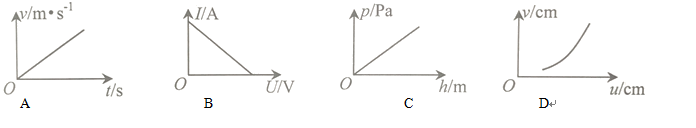 v/m•s⁻¹
O
t/s
A
I/A
O
U/V
B
p/Pa
O
h/m
C
v/cm
O
u/cm
D↵